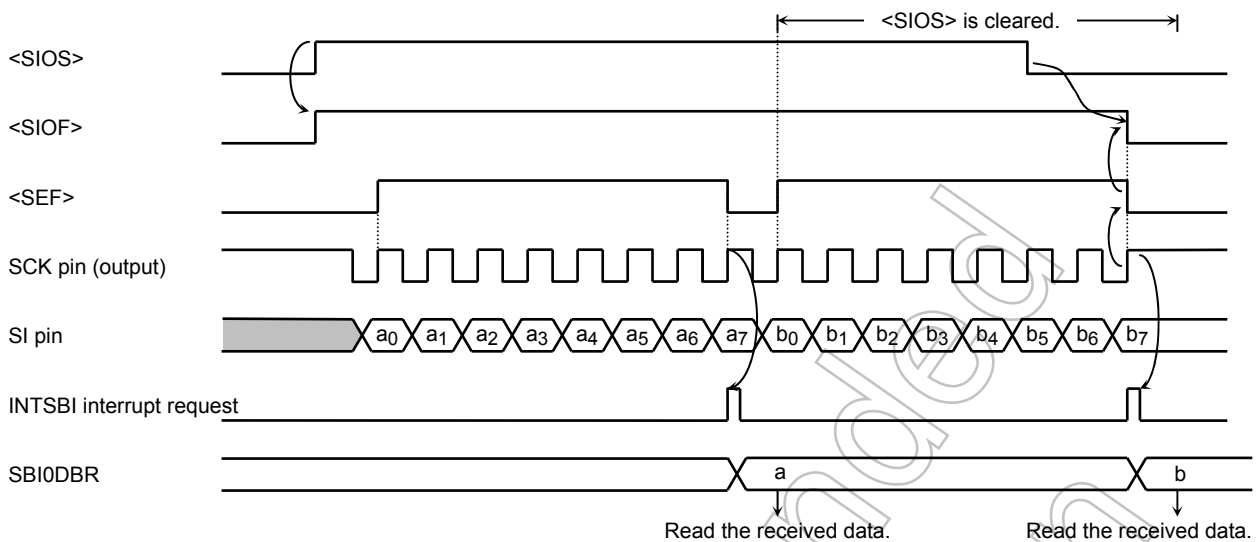 <SIOS> is cleared.
<SIOS>
<SIOF>
<SEF>
SCK pin (output)
SI pin
a0 a1 a2 a3 a4 a5 a6 a7 b0 b1 b2 b3 b4 b5 b6 b7
INTSBI interrupt request
SBI0DBR
a b
Read the received data. Read the received data.